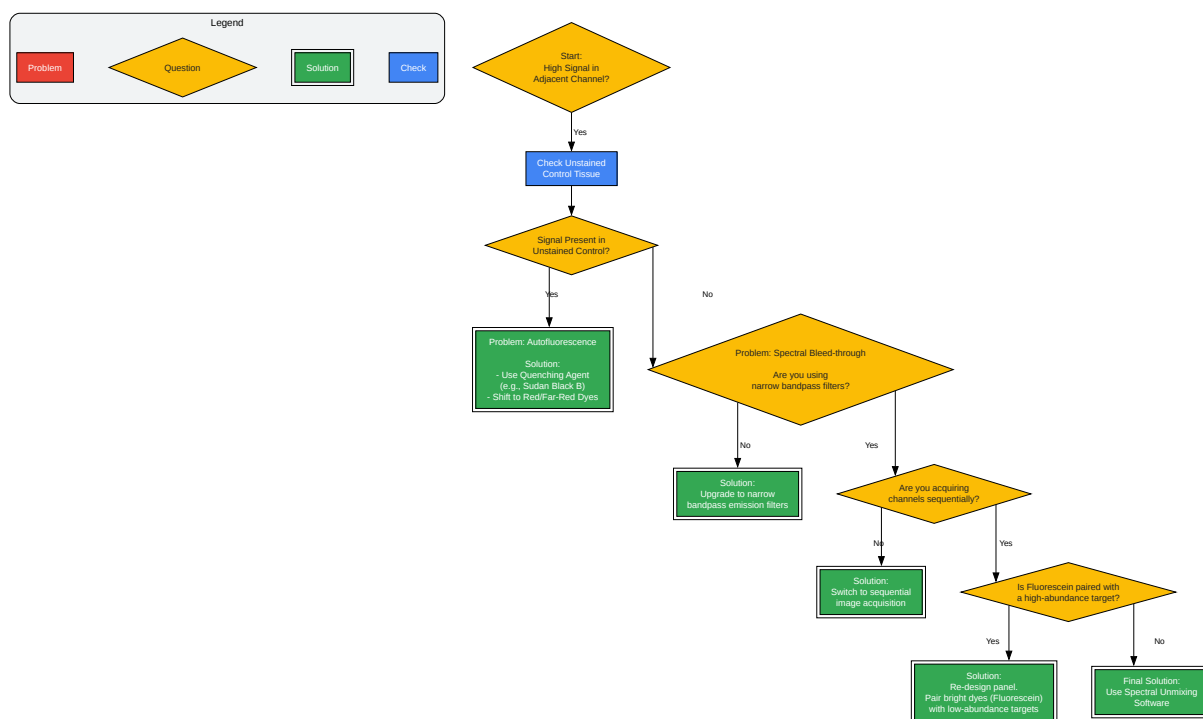 Legend
Problem
Question
Solution
Check
Start:
High Signal in
Adjacent Channel?
Yes
Check Unstained
Control Tissue
Signal Present in
Unstained Control?
Yes
No
Problem: Autofluorescence
Solution:
- Use Quenching Agent
(e.g., Sudan Black B)
- Shift to Red/Far-Red Dyes
Problem: Spectral Bleed-through
Are you using
narrow bandpass filters?
No
Yes
Solution:
Upgrade to narrow
bandpass emission filters
Are you acquiring
channels sequentially?
No
Yes
Solution:
Switch to sequential
image acquisition
Is Fluorescein paired with
a high-abundance target?
Yes
No
Solution:
Re-design panel.
Pair bright dyes (Fluorescein)
with low-abundance targets
Final Solution:
Use Spectral Unmixing
Software